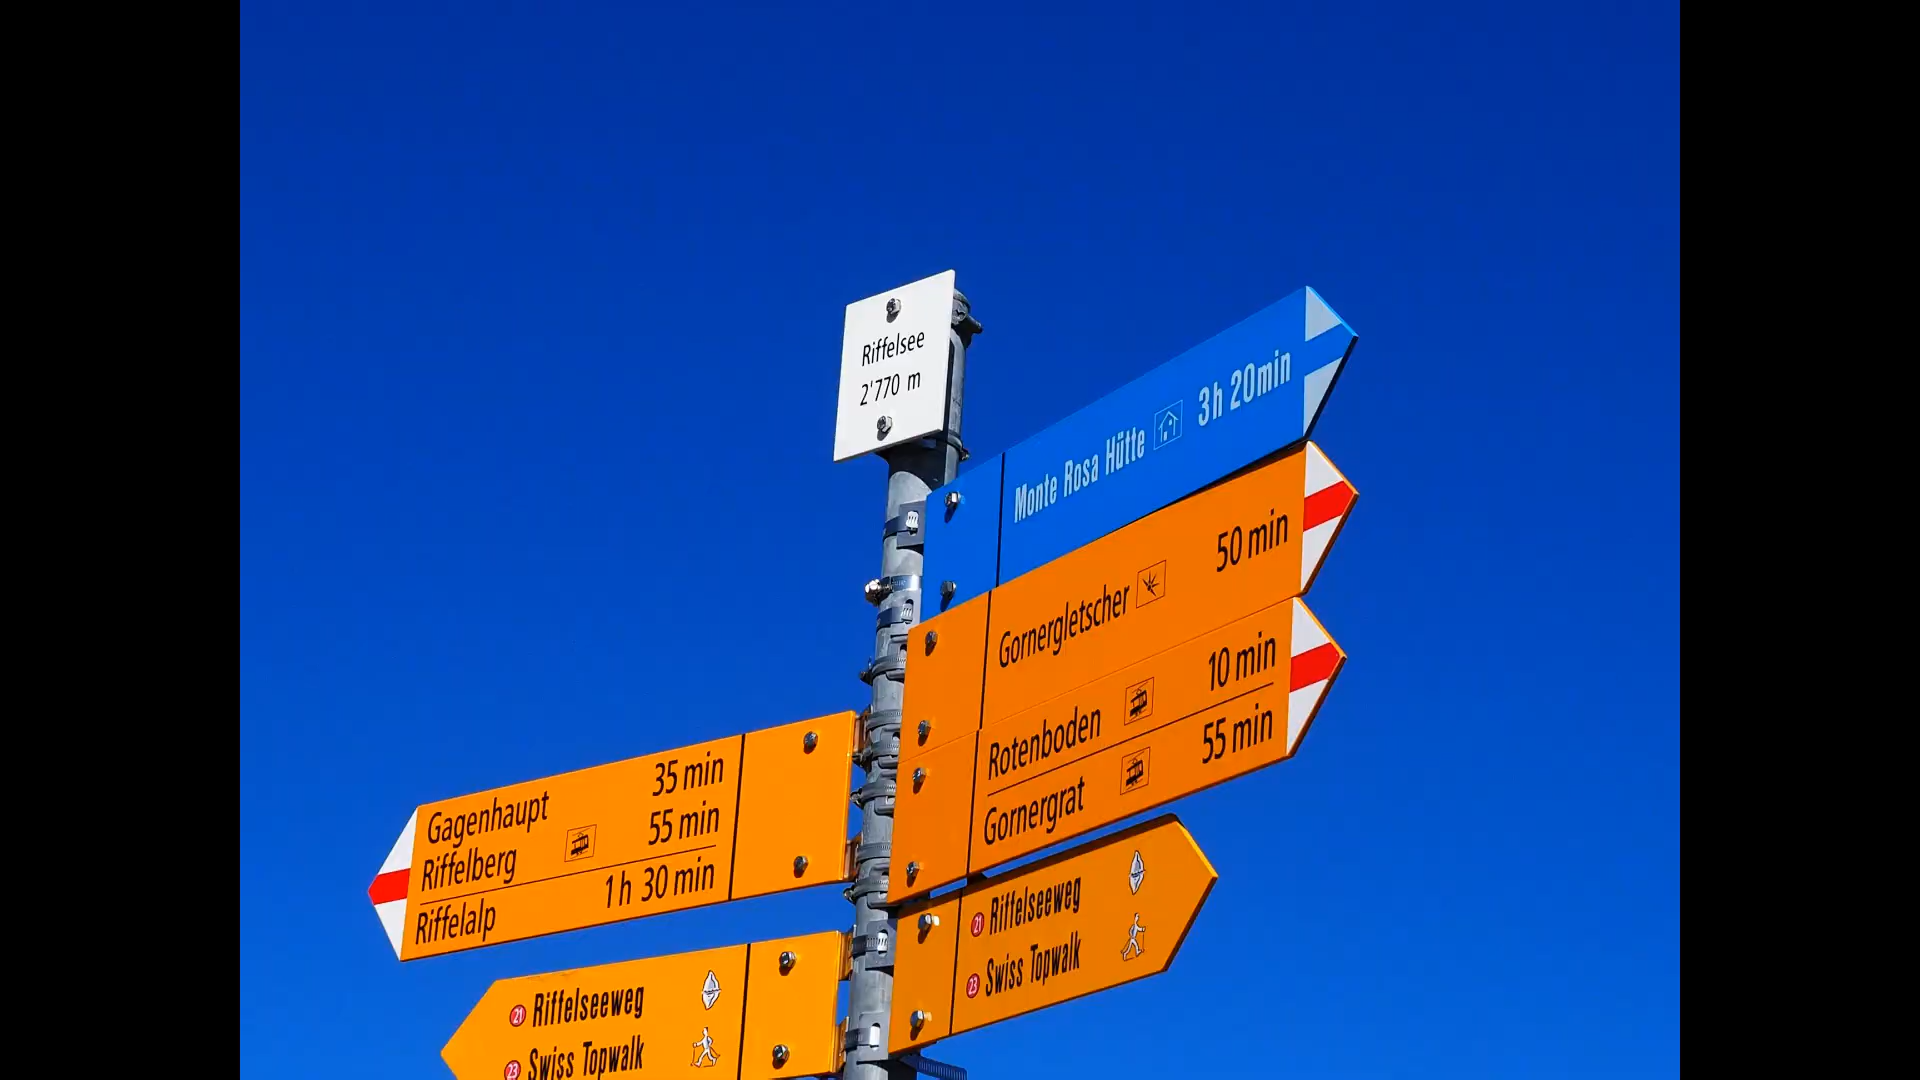 Riffelsee
2'770 m
Monte Rosa Hütte 3h 20min
Gornergletscher 50 min
Rotenboden 10 min
Gornergrat 55 min
Gagenhaupt 35 min
Riffelberg 55 min
Riffelalp 1h 30 min
21 Riffelseeweg
23 Swiss Topwalk
21 Riffelseeweg
23 Swiss Topwalk